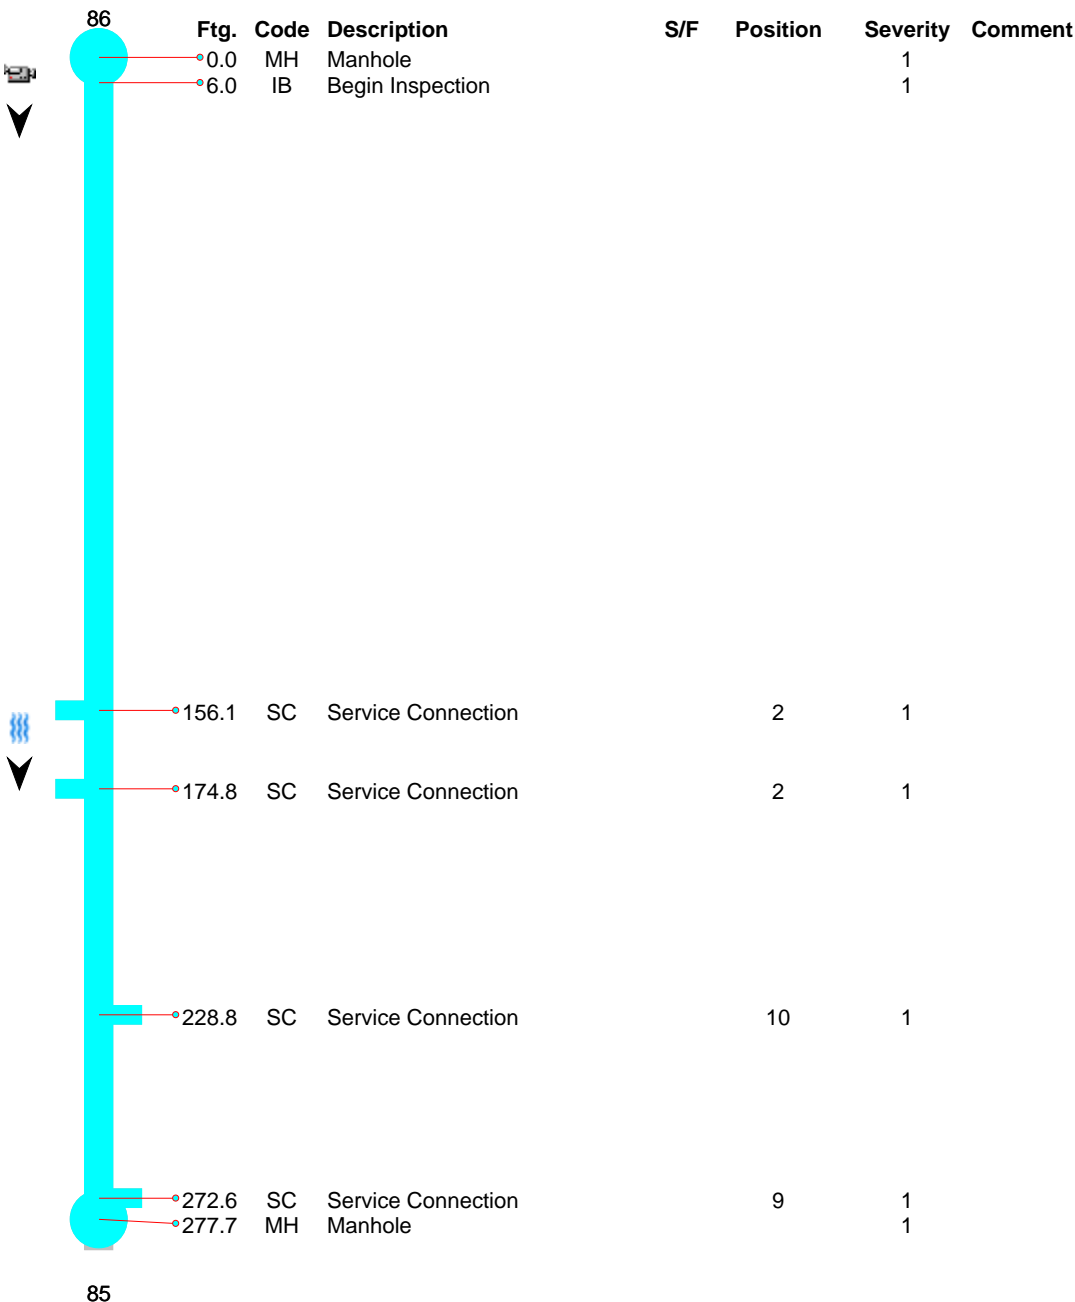 86
Ftg. Code Description S/F Position Severity Comment
0.0 MH Manhole 1
6.0 IB Begin Inspection 1
156.1 SC Service Connection 2 1
174.8 SC Service Connection 2 1
228.8 SC Service Connection 10 1
272.6 SC Service Connection 9 1
277.7 MH Manhole 1
85